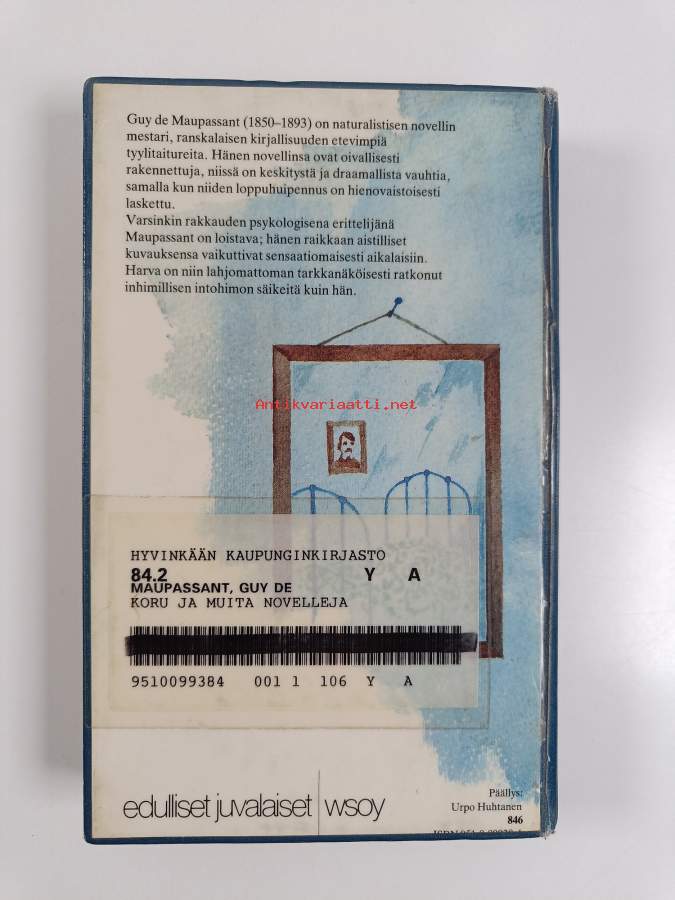 Guy de Maupassant (1850–1893) on naturalistisen novellin
mestari, ranskalaisen kirjallisuuden etevimpiä
tyylitaitureita. Hänen novellinsa ovat oivallisesti
rakennettuja, niissä on keskitystä ja draamallista vauhtia,
samalla kun niiden loppuhuipennus on hienovaistoisesti
laskettu.
Varsinkin rakkauden psykologisena erittelijänä
Maupassant on loistava; hänen raikkaan aistilliset
kuvauksensa vaikuttivat sensaatiomaisesti aikalaisiin.
Harva on niin lahjomattoman tarkkanäköisesti ratkonut
inhimillisen intohimon säikeitä kuin hän.
Antikvariaatti.net
HYVINKÄÄN KAUPUNGINKIRJASTO
84.2 Y A
MAUPASSANT, GUY DE
KORU JA MUITA NOVELLEJA
9510099384 001 1 106 Y A
edulliset juvalaiset wsoy
Päällys:
Urpo Huhtanen
846